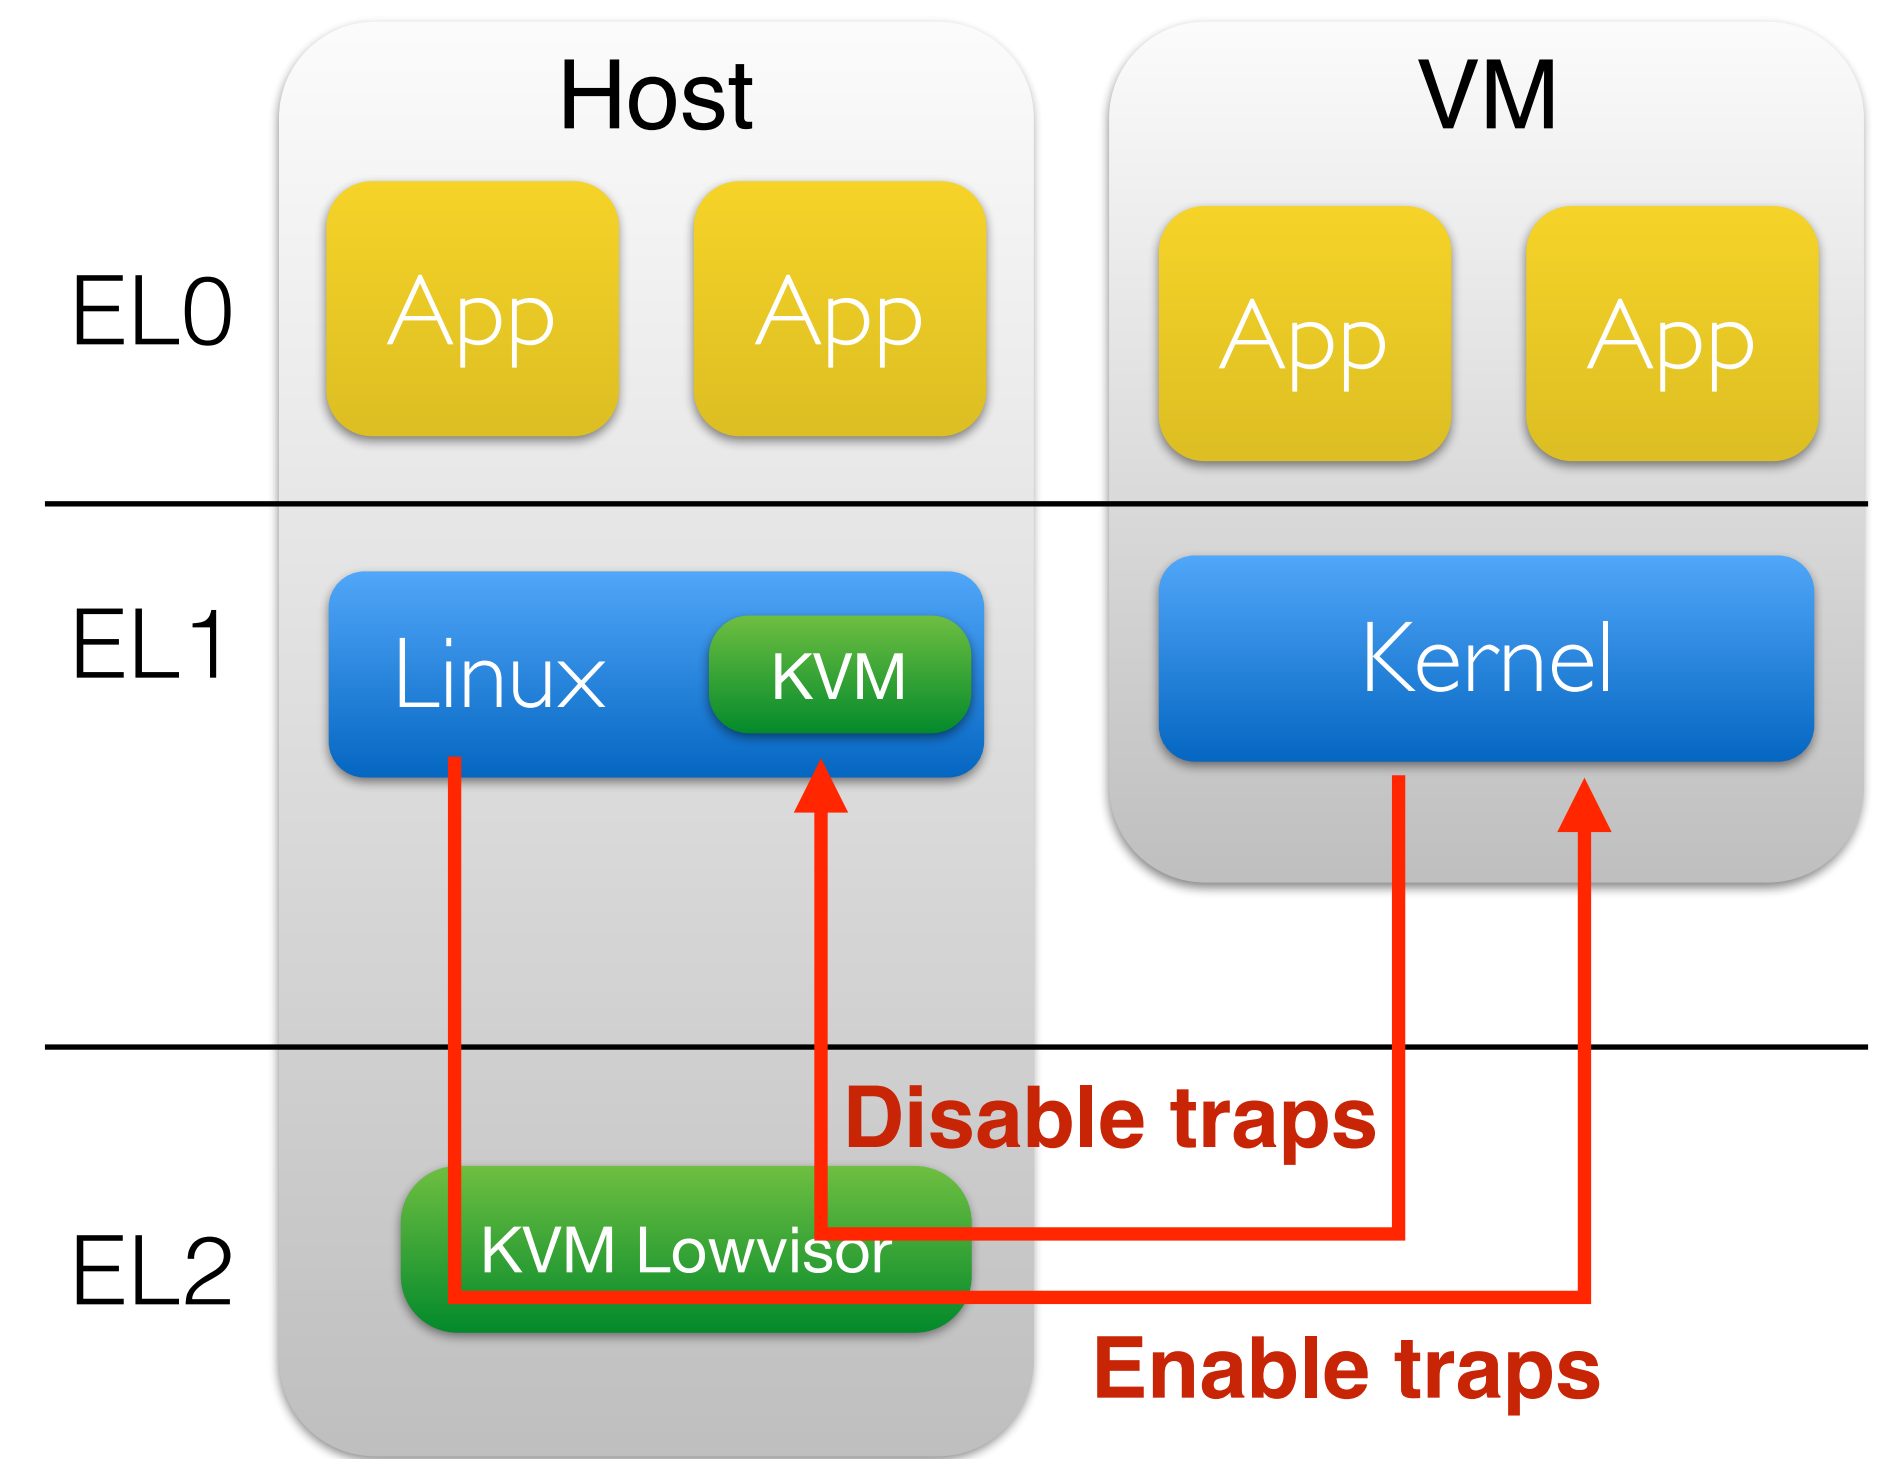 Host
VM
EL0
App
App
App
App
EL1
Linux
KVM
Kernel
Disable traps
EL2
KVM Lowvisor
Enable traps